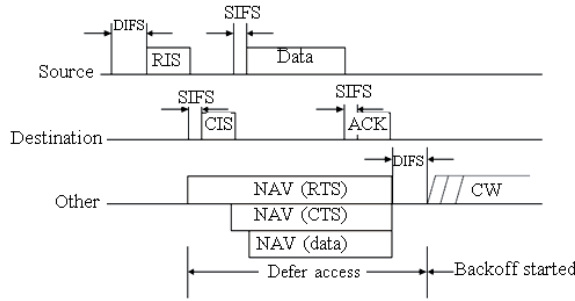 SIFS
DIFS
RIS
Data
Source
SIFS
SIFS
CIS
ACK
Destination
DIFS
NAV (RTS)
CW
Other
NAV (CTS)
NAV (data)
Defer access
Backoff started